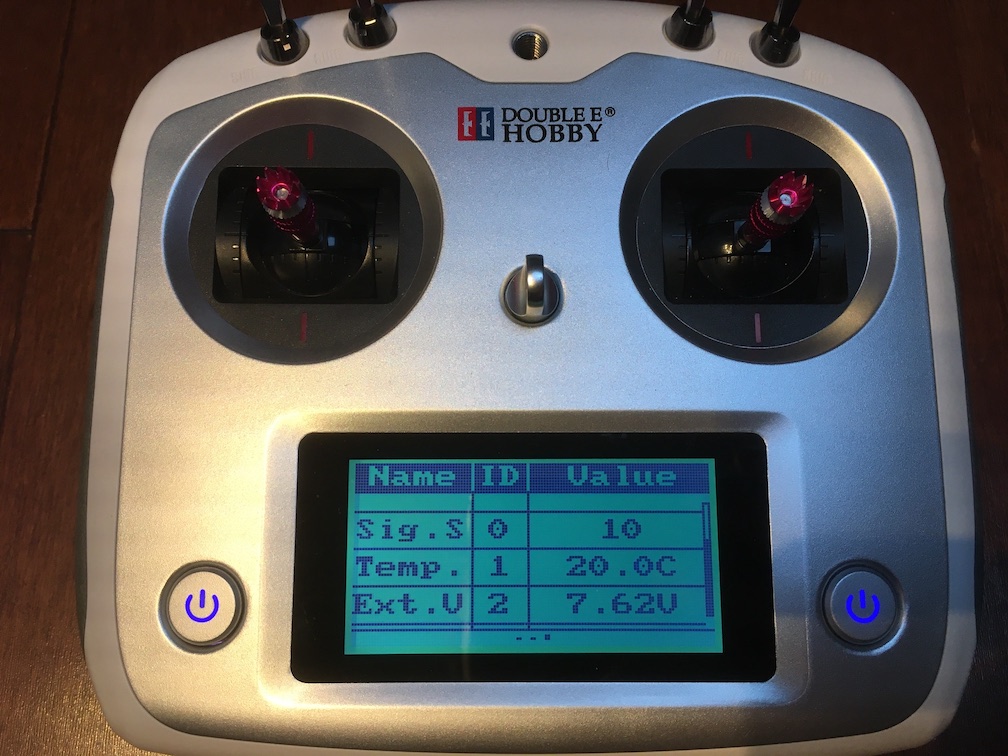 DOUBLE E®
HOBBY
Name ID Value
Sig.S 0 10
Temp. 1 20.0C
Ext.V 2 7.62V